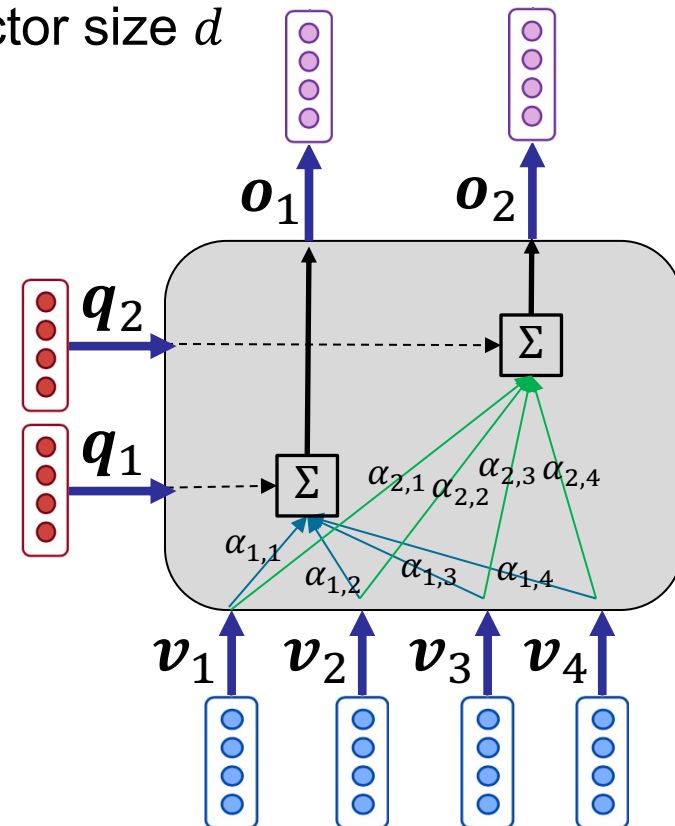 ctor size d
o₁ o₂
q₂
Σ
q₁
Σ
α₂,₁ α₂,₂ α₂,₃ α₂,₄
α₁,₁ α₁,₂ α₁,₃ α₁,₄
v₁ v₂ v₃ v₄